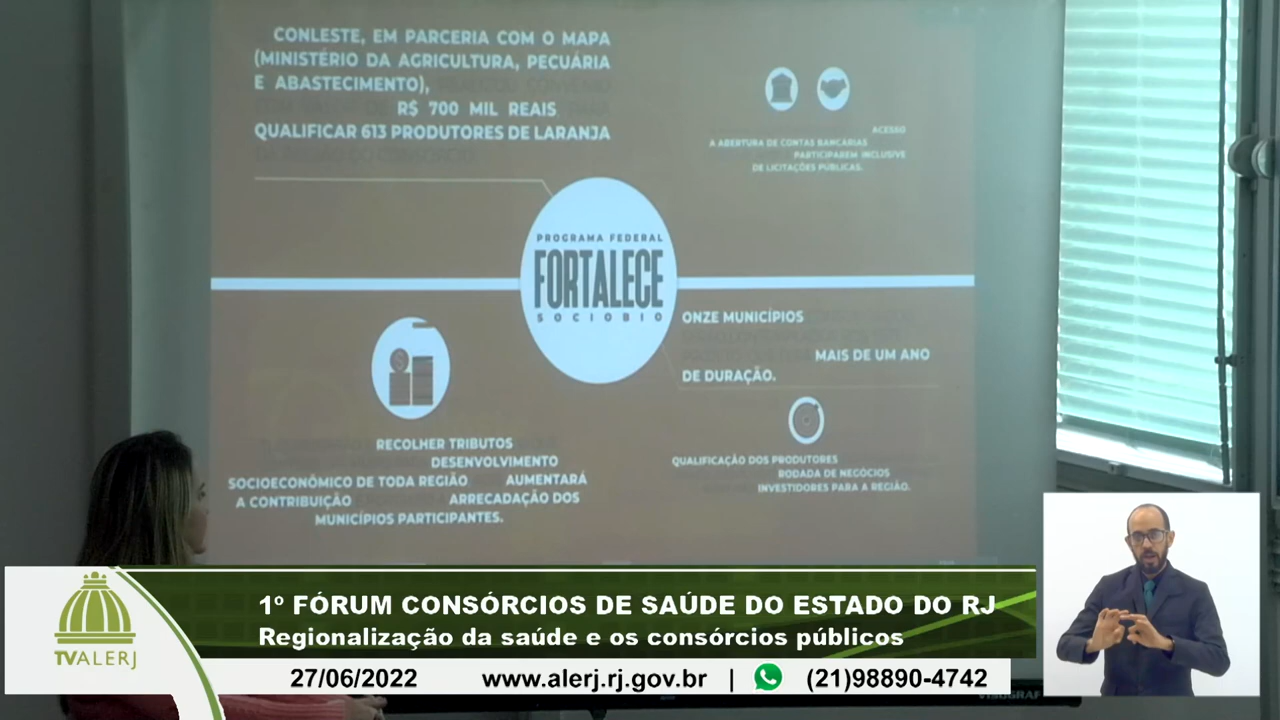 CONLESTE, EM PARCERIA COM O MAPA
(MINISTÉRIO DA AGRICULTURA, PECUÁRIA
E ABASTECIMENTO),
R$ 700 MIL REAIS
QUALIFICAR 613 PRODUTORES DE LARANJA
ACESSO
A ABERTURA DE CONTAS BANCÁRIAS
PARTICIPAREM INCLUSIVE
DE LICITAÇÕES PÚBLICAS.
PROGRAMA FEDERAL
FORTALECE
SOCIOBIO
ONZE MUNICÍPIOS
MAIS DE UM ANO
DE DURAÇÃO.
RECOLHER TRIBUTOS
DESENVOLVIMENTO
SOCIOECONÔMICO DE TODA REGIÃO AUMENTARÁ
A CONTRIBUIÇÃO ARRECADAÇÃO DOS
MUNICÍPIOS PARTICIPANTES.
QUALIFICAÇÃO DOS PRODUTORES
RODADA DE NEGÓCIOS
INVESTIDORES PARA A REGIÃO.
1º FÓRUM CONSÓRCIOS DE SAÚDE DO ESTADO DO RJ
Regionalização da saúde e os consórcios públicos
TVALERJ
27/06/2022 www.alerj.rj.gov.br | (21)98890-4742
VISOGRAF